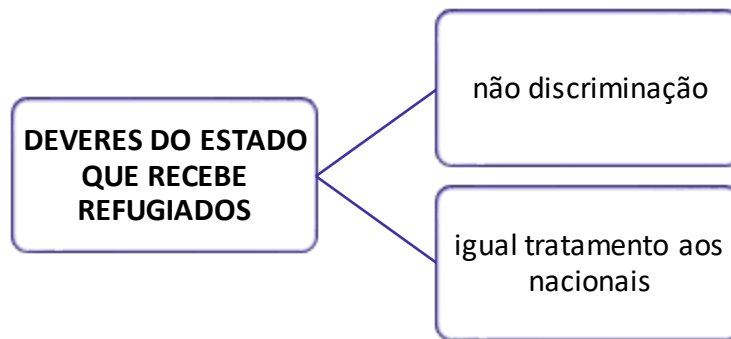 DEVERES DO ESTADO
QUE RECEBE
REFUGIADOS
não discriminação
igual tratamento aos
nacionais